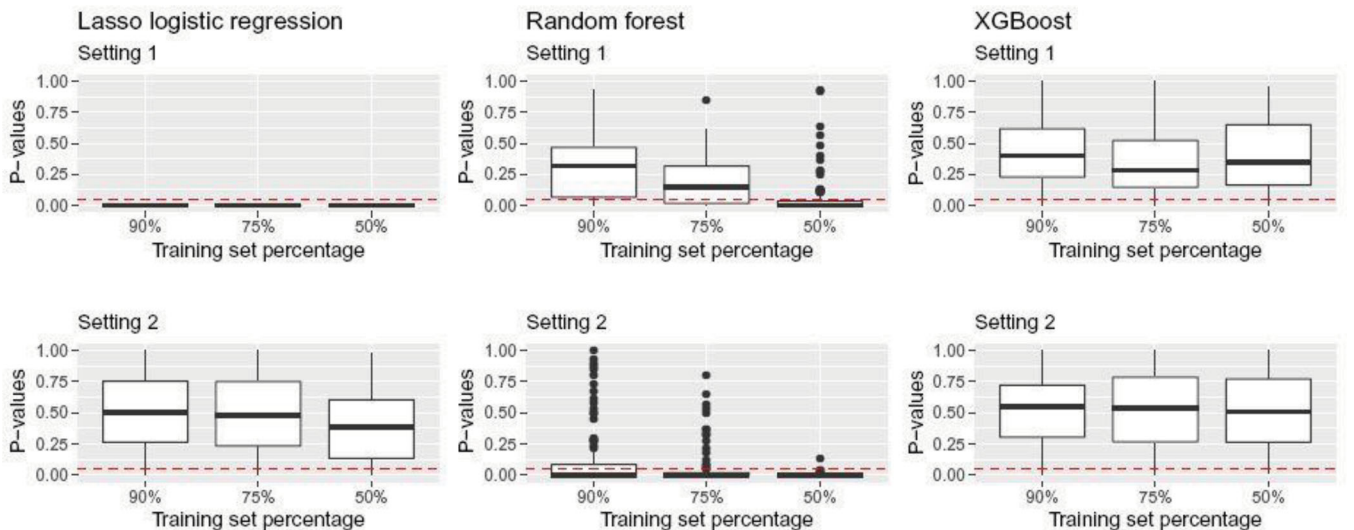 Lasso logistic regression
Setting 1
P-values
1.00
0.75
0.50
0.25
0.00
90% 75% 50%
Training set percentage
Random forest
Setting 1
P-values
1.00
0.75
0.50
0.25
0.00
90% 75% 50%
Training set percentage
XGBoost
Setting 1
P-values
1.00
0.75
0.50
0.25
0.00
90% 75% 50%
Training set percentage
Setting 2
P-values
1.00
0.75
0.50
0.25
0.00
90% 75% 50%
Training set percentage
Setting 2
P-values
1.00
0.75
0.50
0.25
0.00
90% 75% 50%
Training set percentage
Setting 2
P-values
1.00
0.75
0.50
0.25
0.00
90% 75% 50%
Training set percentage